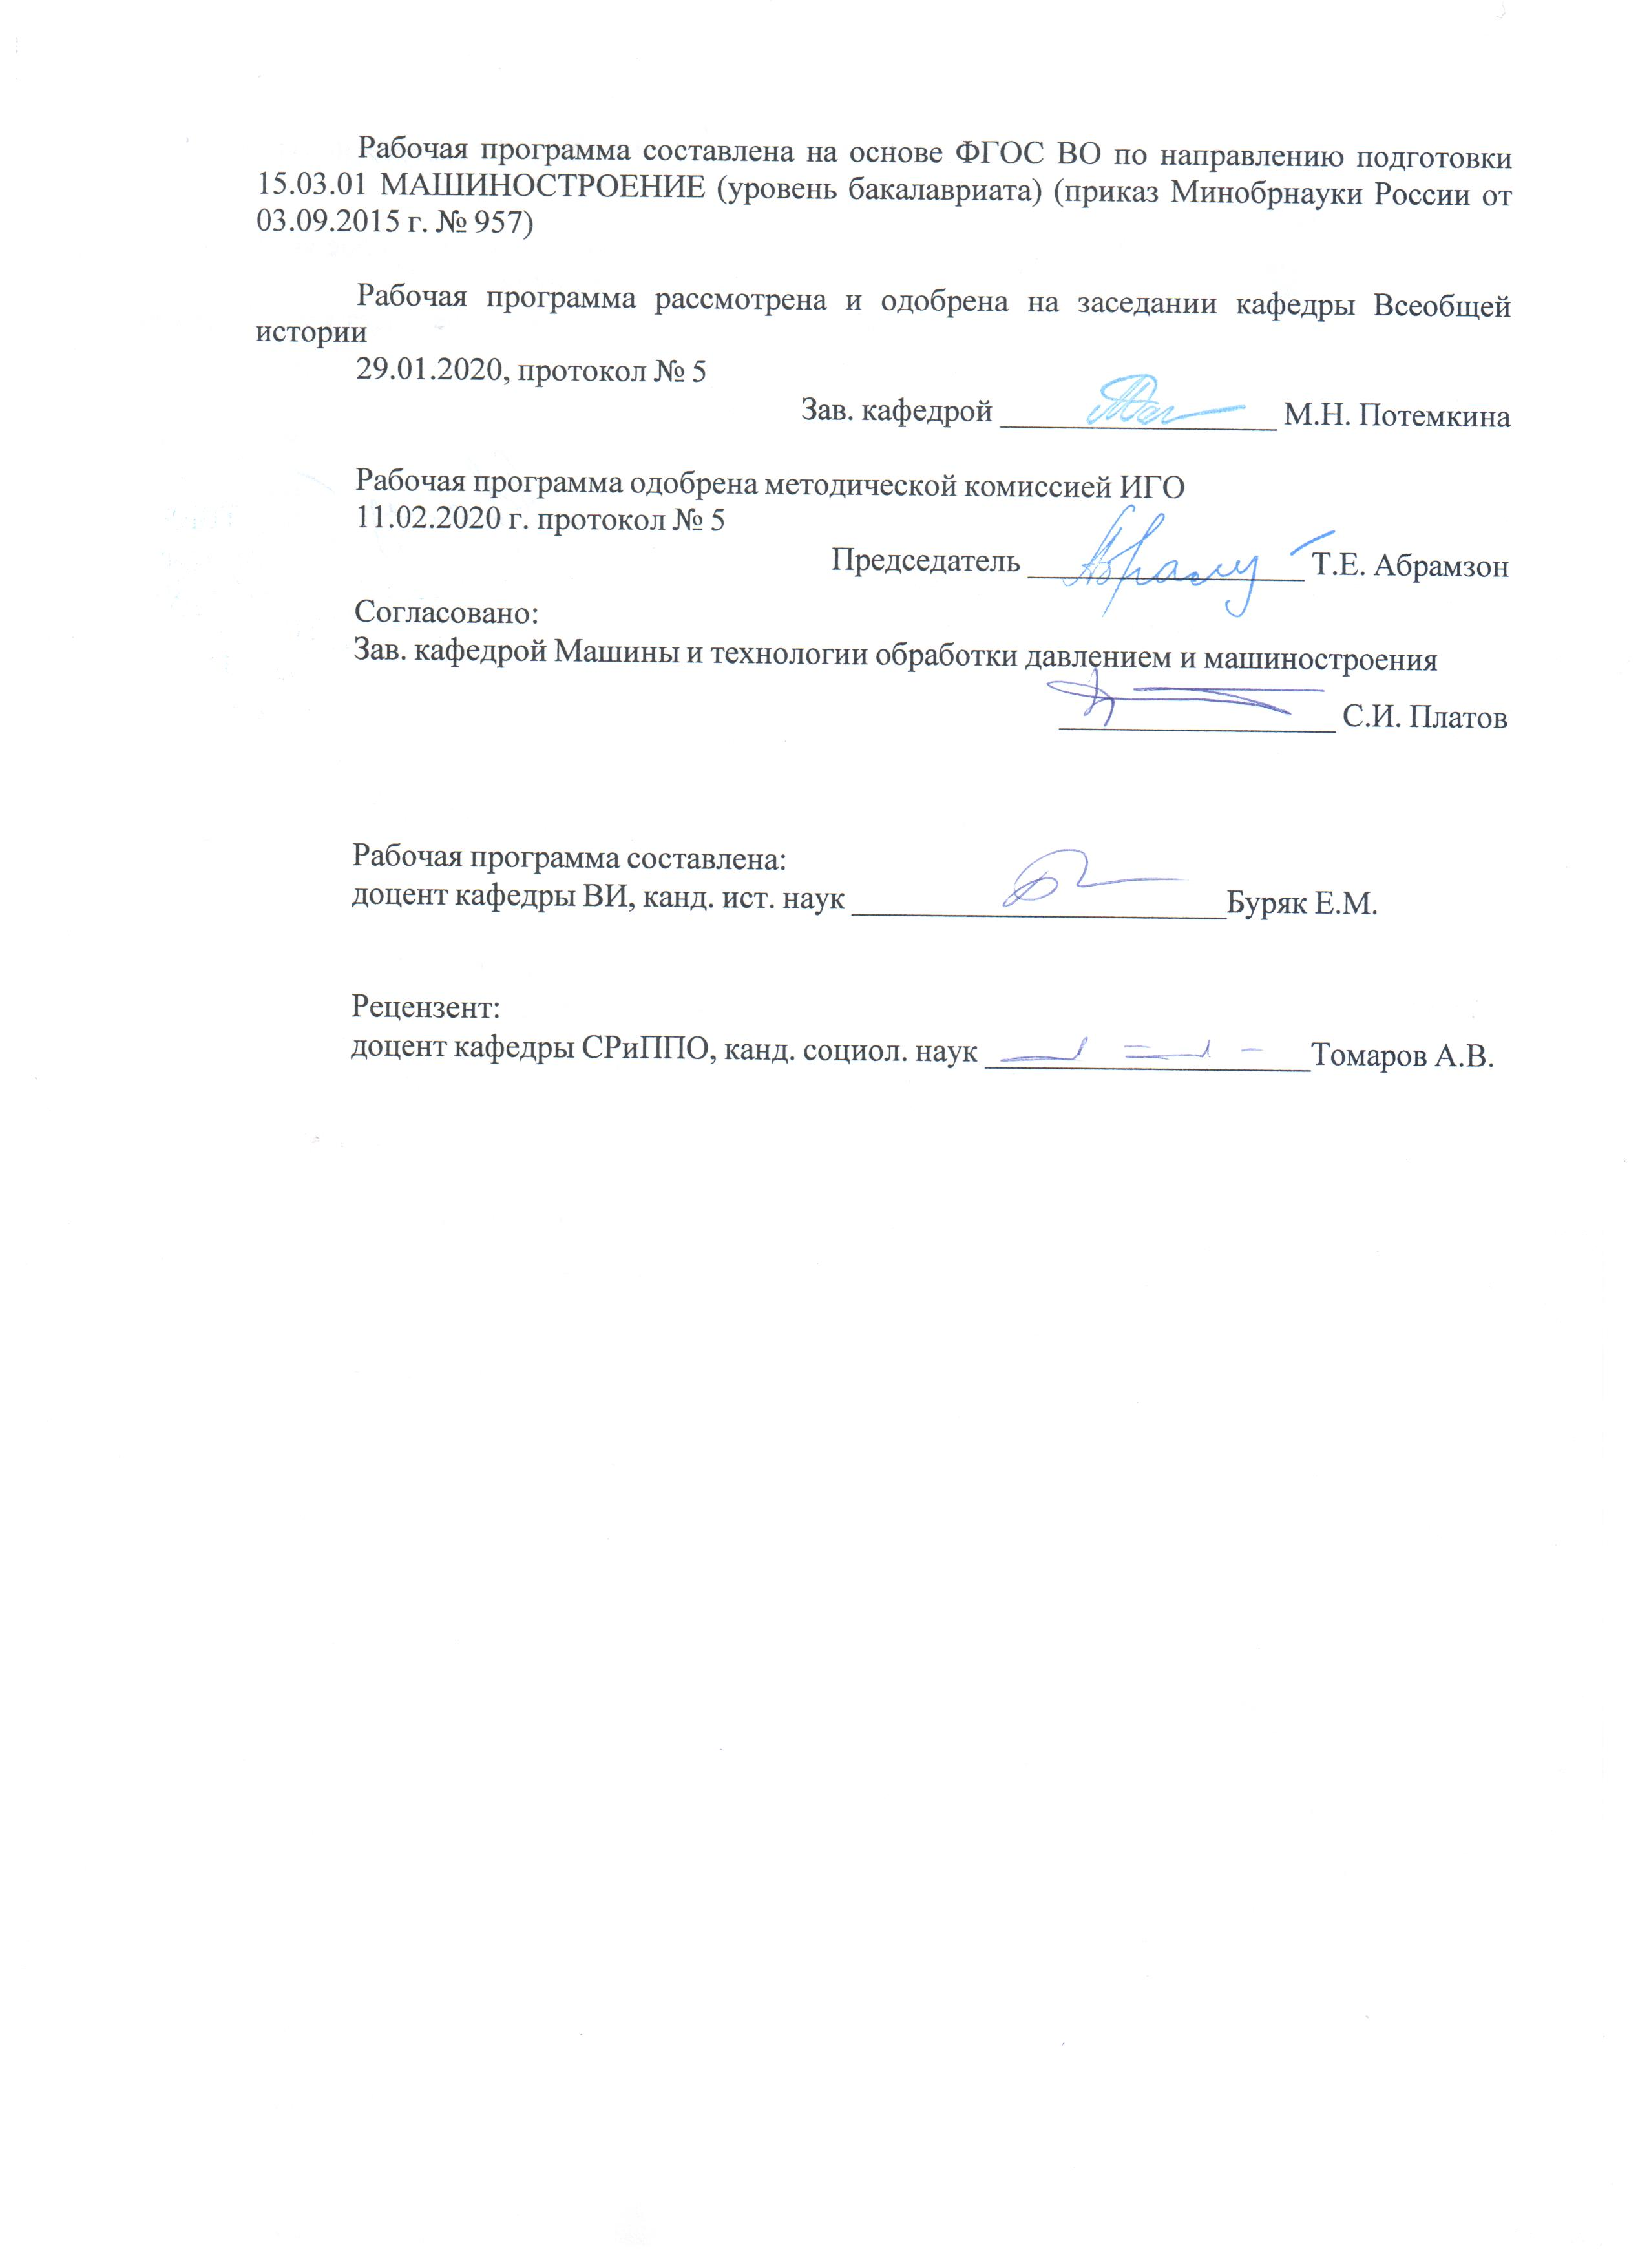 Рабочая программа составлена на основе ФГОС ВО по направлению подготовки
15.03.01 МАШИНОСТРОЕНИЕ (уровень бакалавриата) (приказ Минобрнауки России от
03.09.2015 г. № 957)
Рабочая программа рассмотрена и одобрена на заседании кафедры Всеобщей
истории
29.01.2020, протокол № 5
Зав. кафедрой _________________ М.Н. Потемкина
Рабочая программа одобрена методической комиссией ИГО
11.02.2020 г. протокол № 5
Председатель _________________ Т.Е. Абрамзон
Согласовано:
Зав. кафедрой Машины и технологии обработки давлением и машиностроения
_________________ С.И. Платов
Рабочая программа составлена:
доцент кафедры ВИ, канд. ист. наук _______________________Буряк Е.М.
Рецензент:
доцент кафедры СРиППО, канд. социол. наук ____________________Томаров А.В.